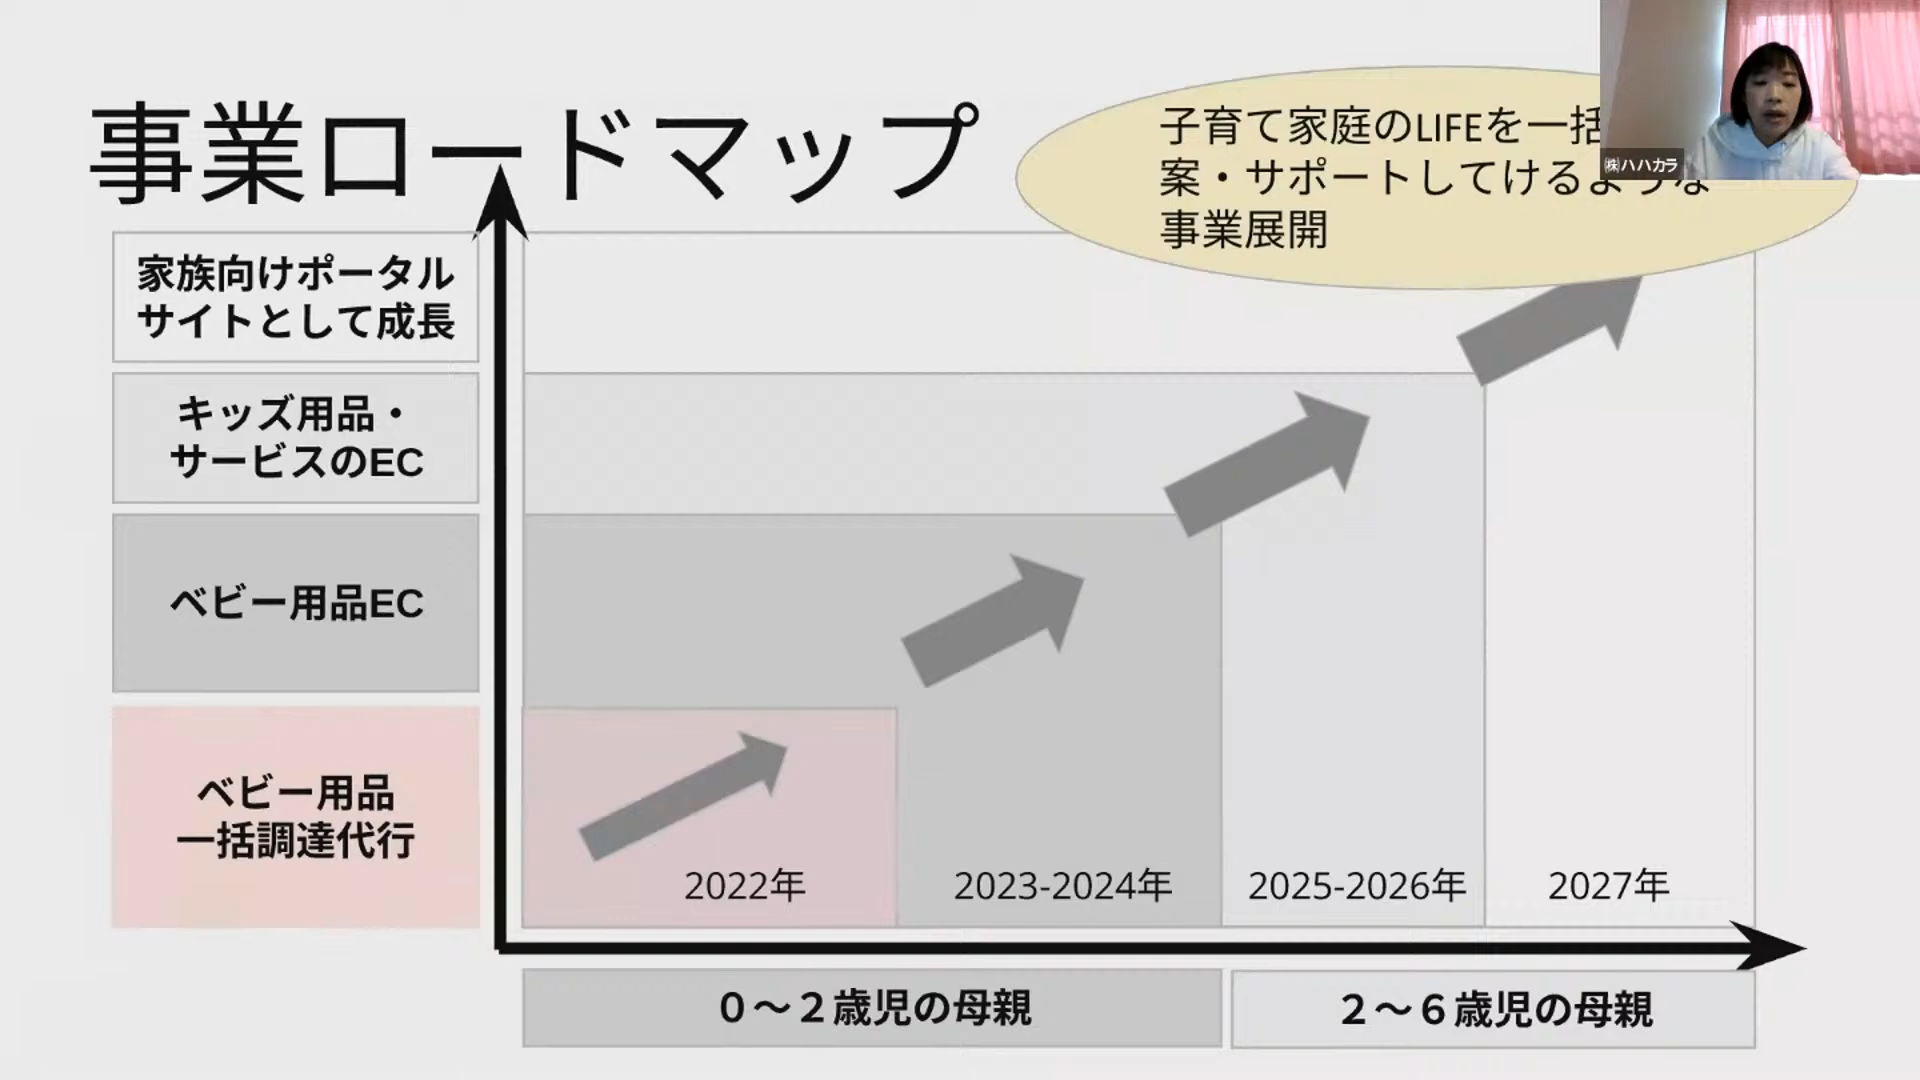 事業ロードマップ
子育て家庭のLIFEを一括
案・サポートしてけるような
事業展開
㈱ハハカラ
家族向けポータル
サイトとして成長
キッズ用品・
サービスのEC
ベビー用品EC
ベビー用品
一括調達代行
2022年
2023-2024年
2025-2026年
2027年
０～２歳児の母親
２～６歳児の母親